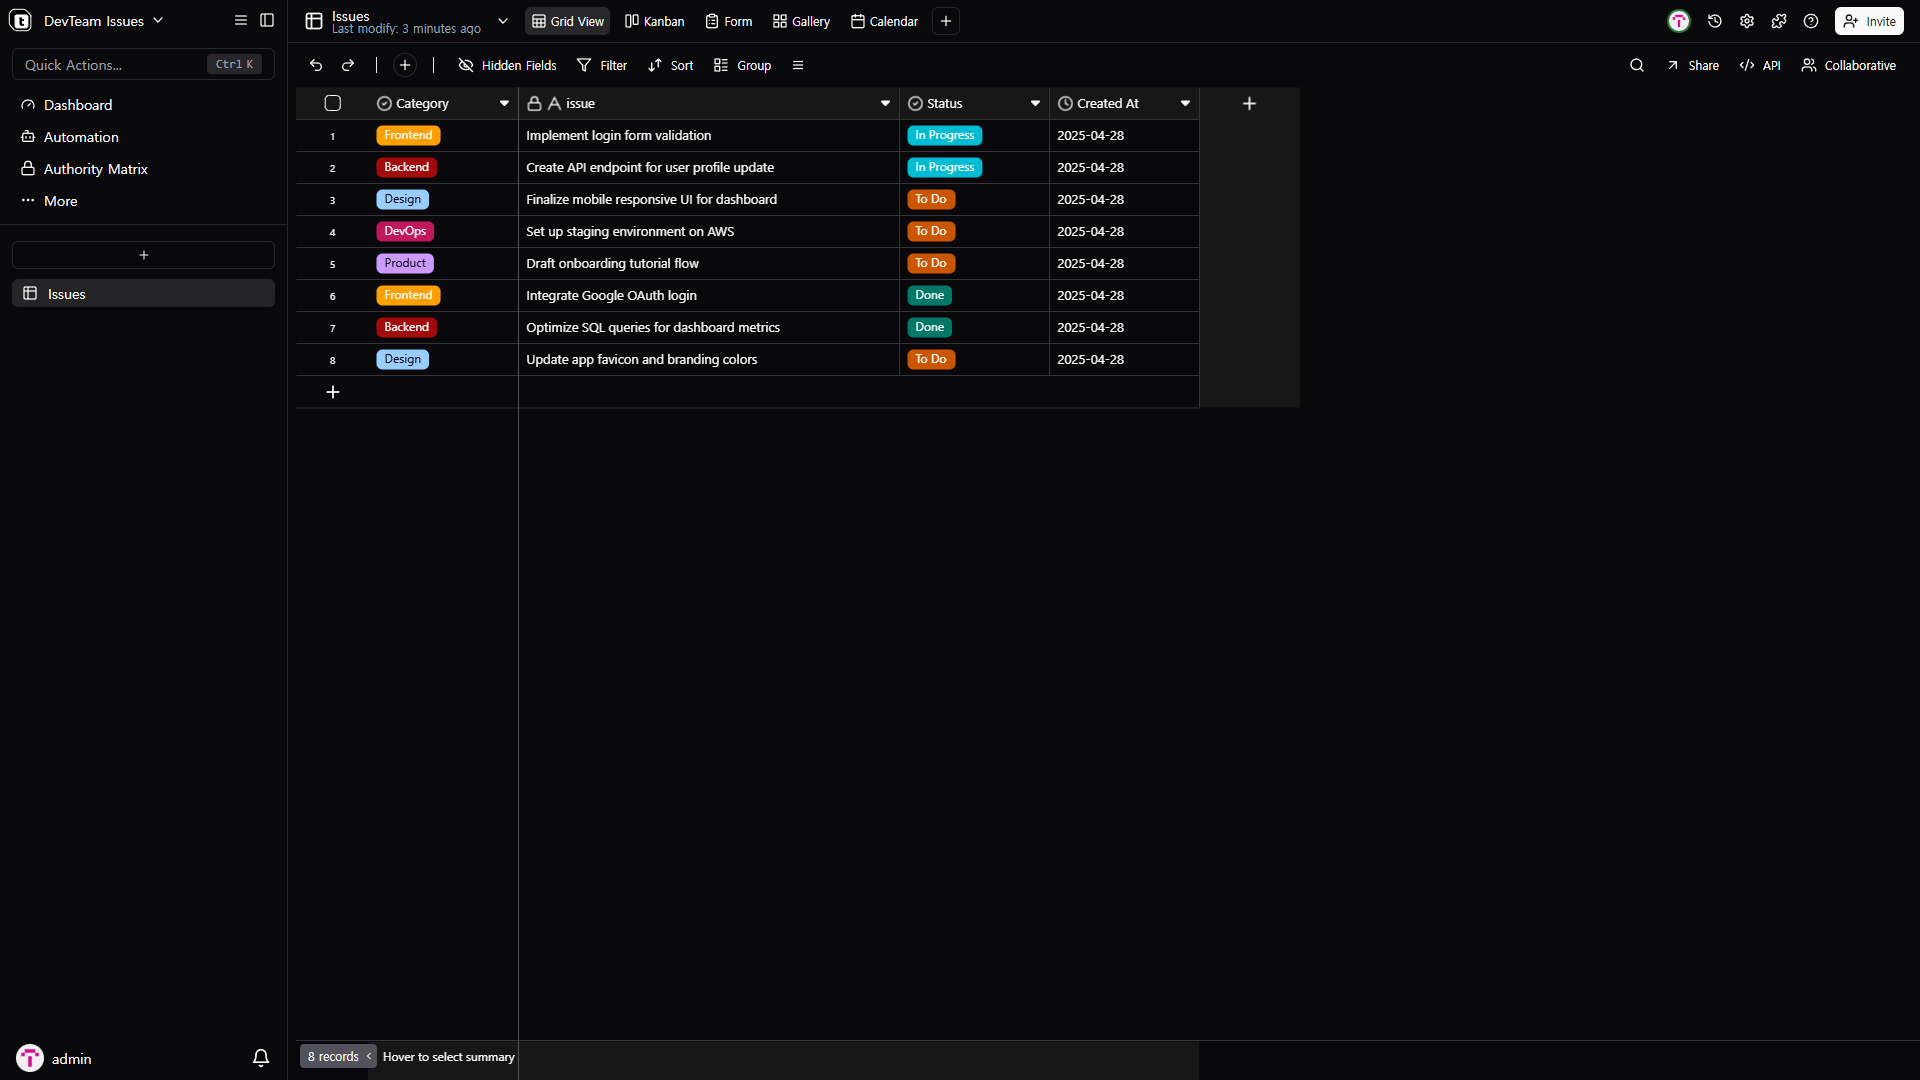 DevTeam Issues
Quick Actions... Ctrl K
Dashboard
Automation
Authority Matrix
More
Issues
admin
Issues
Last modify: 3 minutes ago
Grid View Kanban Form Gallery Calendar
Invite
Hidden Fields Filter Sort Group
Share API Collaborative
Category issue Status Created At
1 Frontend Implement login form validation In Progress 2025-04-28
2 Backend Create API endpoint for user profile update In Progress 2025-04-28
3 Design Finalize mobile responsive UI for dashboard To Do 2025-04-28
4 DevOps Set up staging environment on AWS To Do 2025-04-28
5 Product Draft onboarding tutorial flow To Do 2025-04-28
6 Frontend Integrate Google OAuth login Done 2025-04-28
7 Backend Optimize SQL queries for dashboard metrics Done 2025-04-28
8 Design Update app favicon and branding colors To Do 2025-04-28
8 records Hover to select summary